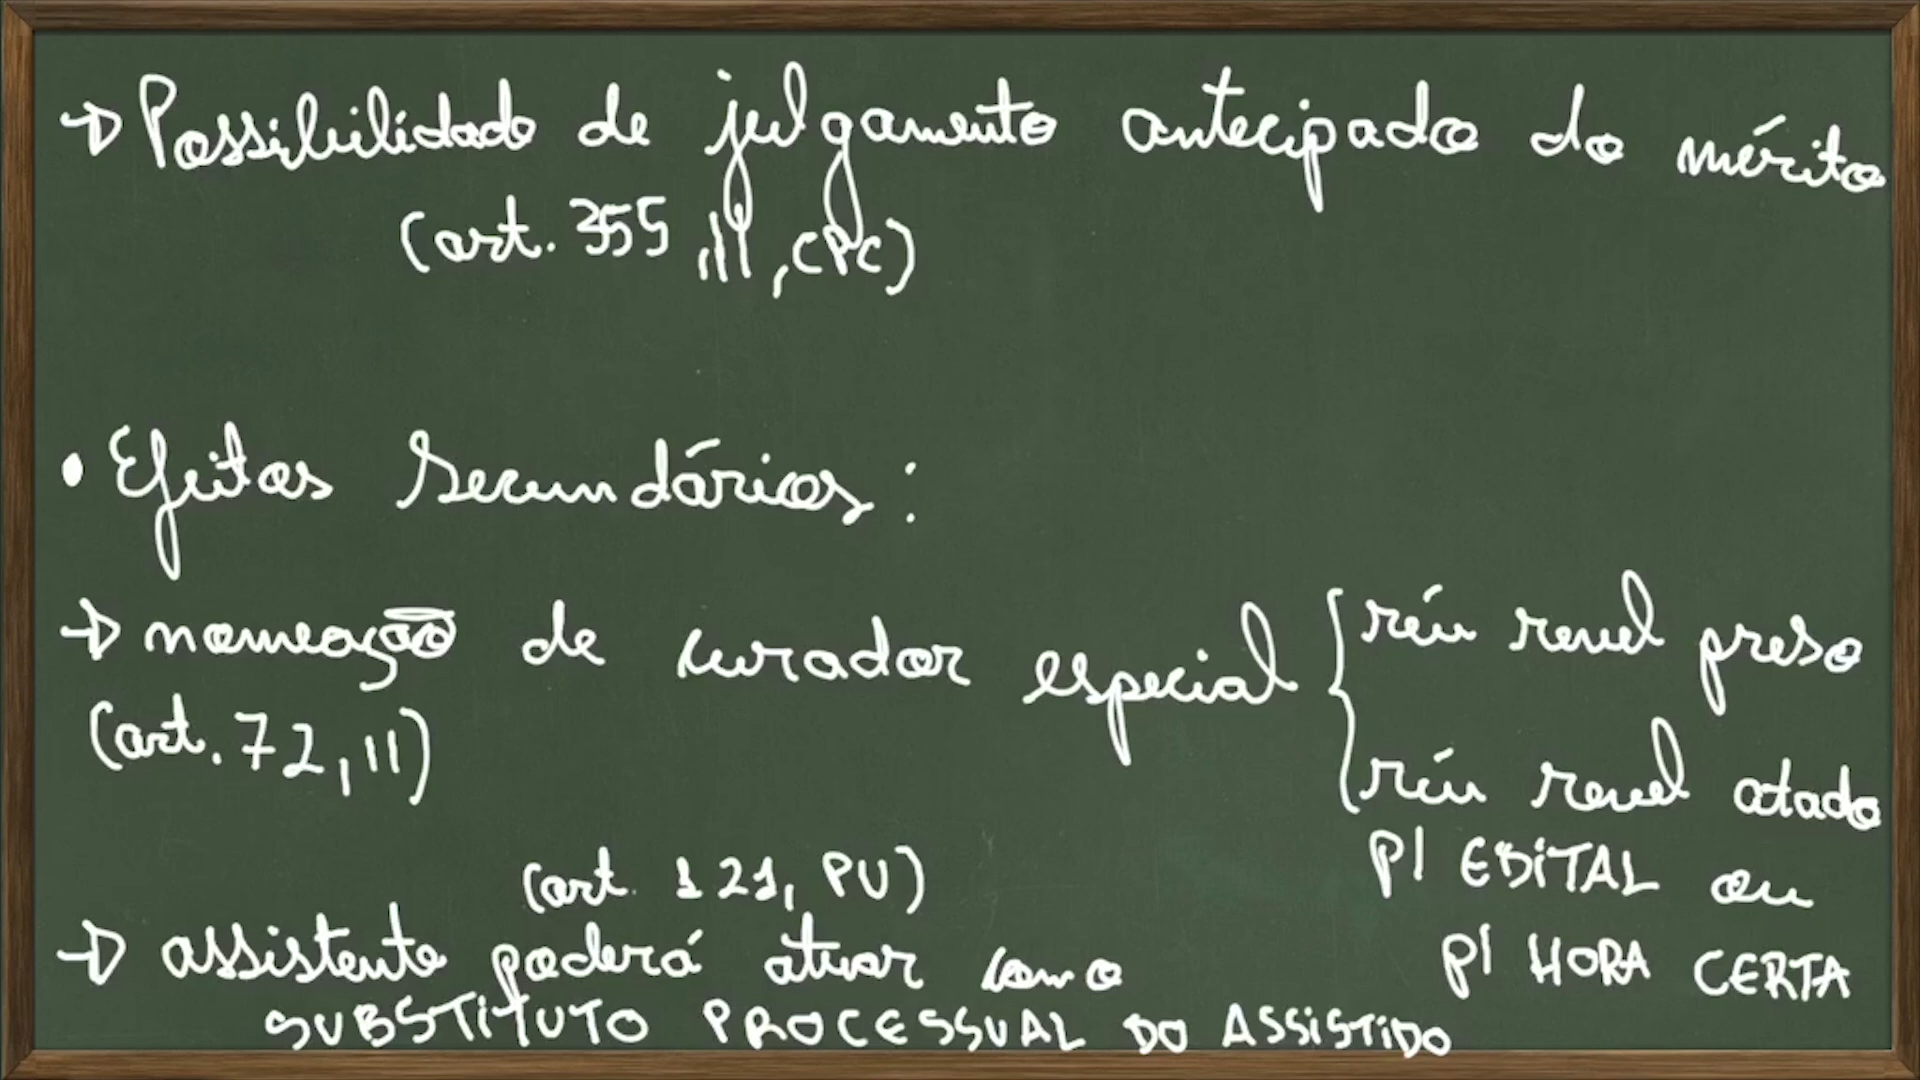 → Possibilidade de julgamento antecipado do mérito
(art. 355, II, CPC)
• Efeitos Secundários:
→ nomeação de curador especial { réu revel preso
(art. 72, II)
réu revel citado
p/ EDITAL ou
p/ HORA CERTA
(art. 121, PU)
→ assistente poderá atuar como
SUBSTITUTO PROCESSUAL DO ASSISTIDO